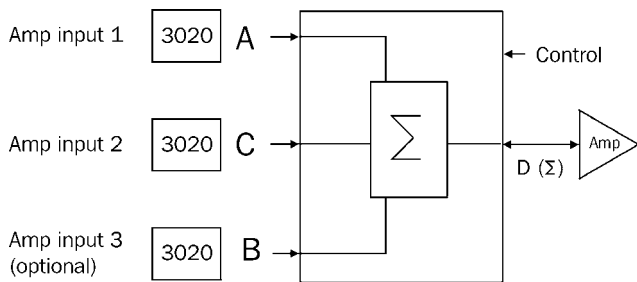 Amp input 1 3020 A
Control
Amp input 2 3020 C Σ Amp
D (Σ)
Amp input 3
(optional) 3020 B